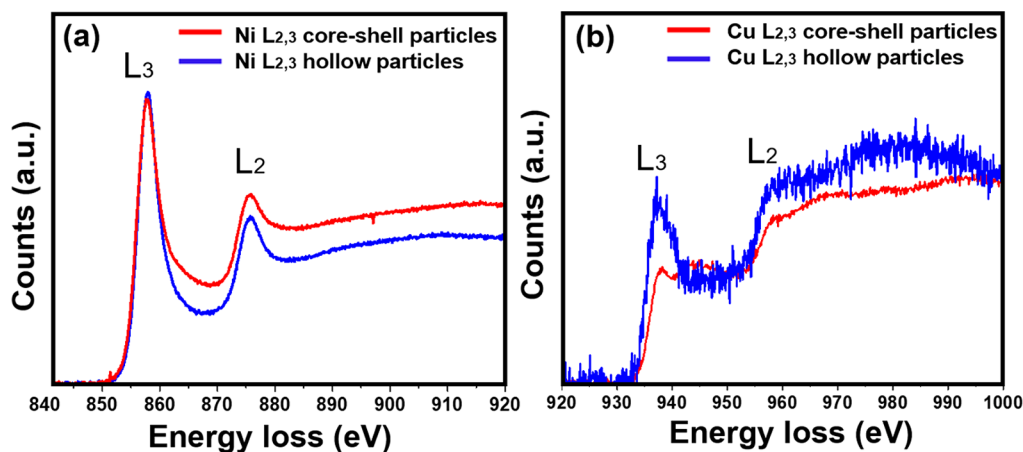 (a)
Ni L2,3 core-shell particles
Ni L2,3 hollow particles
L3
L2
Counts (a.u.)
840 850 860 870 880 890 900 910 920
Energy loss (eV)
(b)
Cu L2,3 core-shell particles
Cu L2,3 hollow particles
L3
L2
Counts (a.u.)
920 930 940 950 960 970 980 990 1000
Energy loss (eV)